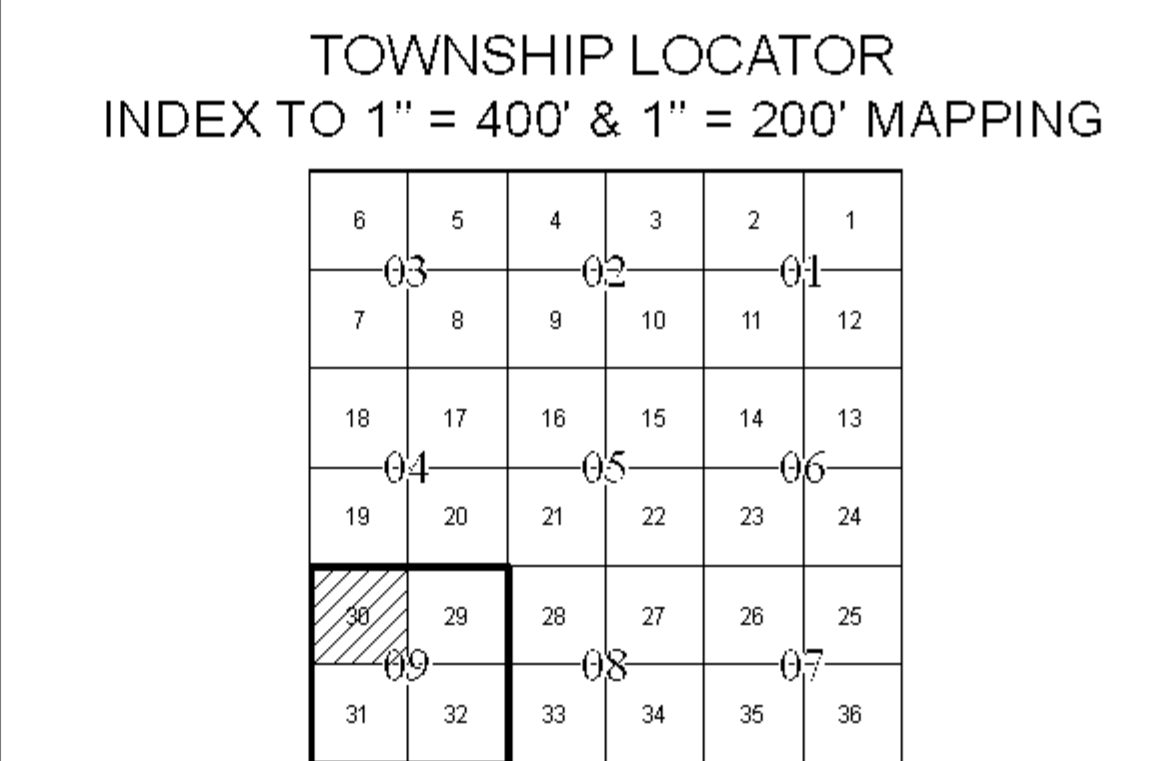 TOWNSHIP LOCATOR
INDEX TO 1" = 400' & 1" = 200' MAPPING
6 5 4 3 2 1
03 02 01
7 8 9 10 11 12
18 17 16 15 14 13
04 05 06
19 20 21 22 23 24
30 29 28 27 26 25
09 08 07
31 32 33 34 35 36